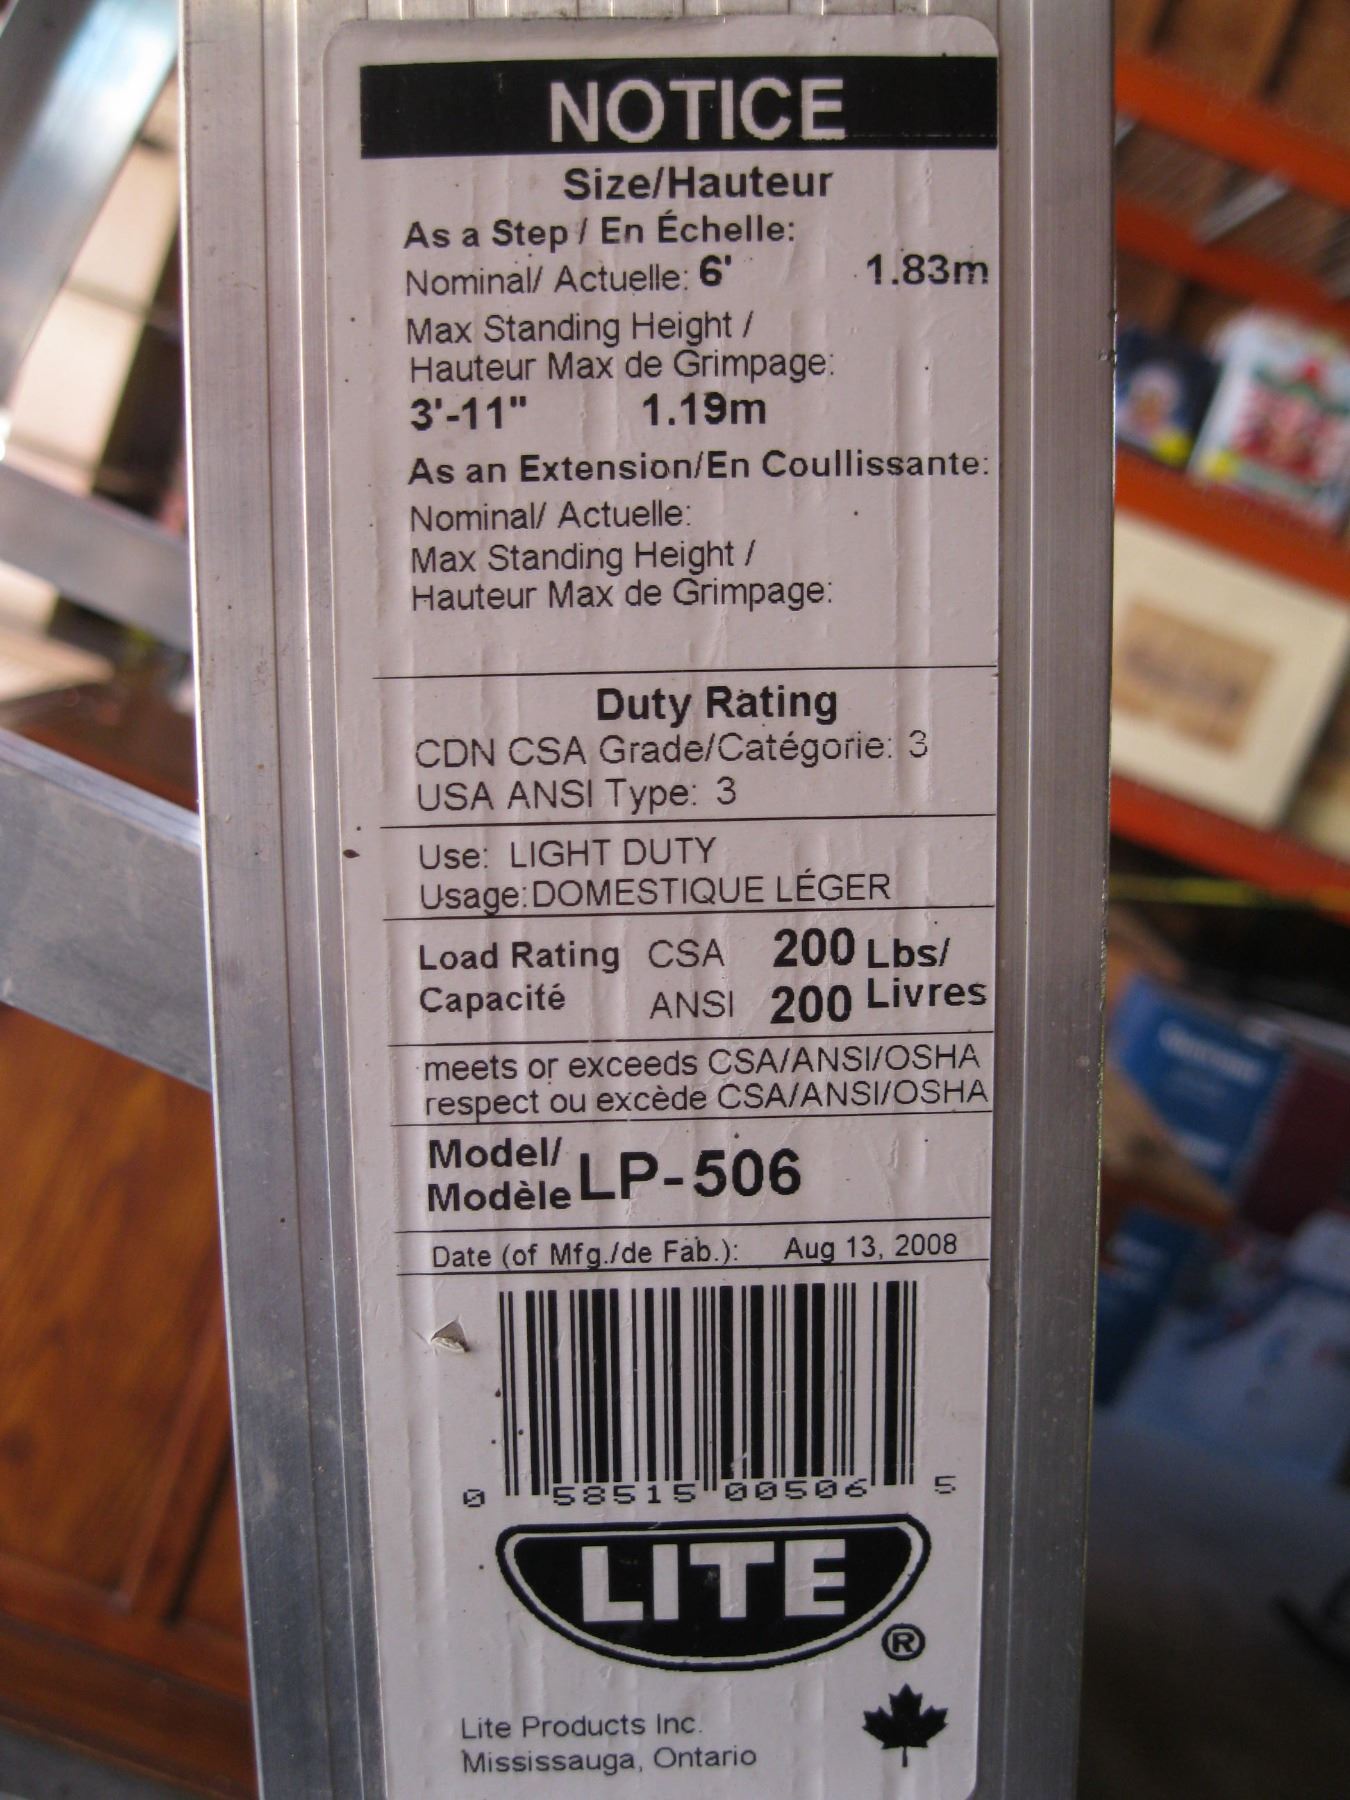 NOTICE
Size/Hauteur
As a Step / En Échelle:
Nominal/ Actuelle: 6' 1.83m
Max Standing Height /
Hauteur Max de Grimpage:
3'-11" 1.19m
As an Extension/En Coullissante:
Nominal/ Actuelle:
Max Standing Height /
Hauteur Max de Grimpage:
Duty Rating
CDN CSA Grade/Catégorie: 3
USA ANSI Type: 3
Use: LIGHT DUTY
Usage: DOMESTIQUE LÉGER
Load Rating CSA 200 Lbs/
Capacité ANSI 200 Livres
meets or exceeds CSA/ANSI/OSHA
respect ou excède CSA/ANSI/OSHA
Model/
Modèle LP-506
Date (of Mfg./de Fab.): Aug 13, 2008
0 58515 00506 5
LITE
®
Lite Products Inc.
Mississauga, Ontario